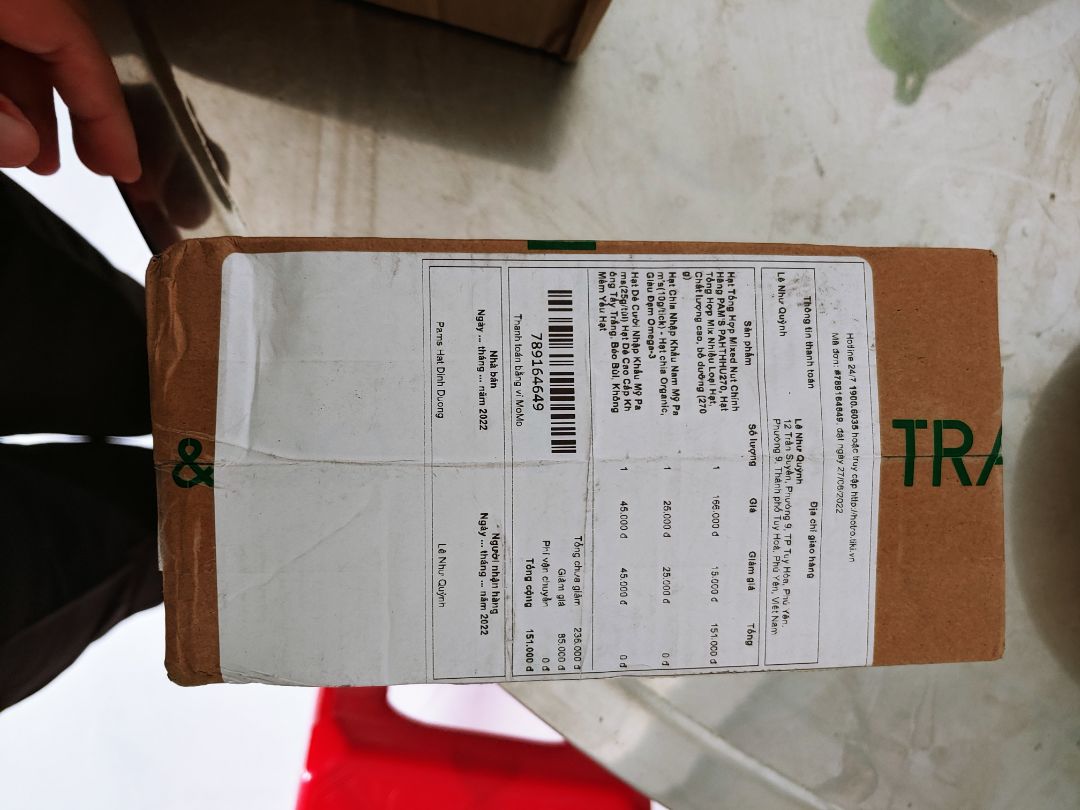 Hotline 24/7 1900.6035 hoặc truy cập http://hotro.tiki.vn
Mã đơn: #789164649, đặt ngày 27/06/2022
Thông tin thanh toán
Địa chỉ giao hàng
Lê Như Quỳnh
Lê Như Quỳnh
12 Trần Suyền, Phường 9, TP Tuy Hòa, Phú Yên,
Phường 9, Thành phố Tuy Hoà, Phú Yên, Việt Nam
Sản phẩm Số lượng Giá Giảm giá Tổng
Hạt Tổng Hợp Mixed Nut Chính 1 166.000 đ 15.000 đ 151.000 đ
Hãng PAM'S PAHTHHU270, Hạt
Tổng Hợp Mix Nhiều Loại Hạt,
Chất lượng cao, bổ dưỡng (270
g)
Hạt Chia Nhập Khẩu Nam Mỹ Pa 1 25.000 đ 25.000 đ 0 đ
m's(10g/tick) - Hạt chia Organic,
Giàu Đạm Omega-3
Hạt Dẻ Cười Nhập Khẩu Mỹ Pa 1 45.000 đ 45.000 đ 0 đ
ms(25g/túi) Hạt Dẻ Cao Cấp Kh
ông Tẩy Trắng, Béo Bùi, Không
Mềm Yếu Hạt
Tổng chưa giảm 236.000 đ
Giảm giá 85.000 đ
Phí vận chuyển 0 đ
Tổng cộng 151.000 đ
789164649
Thanh toán bằng ví MoMo
Nhà bán Người nhận hàng
Ngày ... tháng ... năm 2022 Ngày ... tháng ... năm 2022
Pams Hat Dinh Duong Lê Như Quỳnh
TRA
&